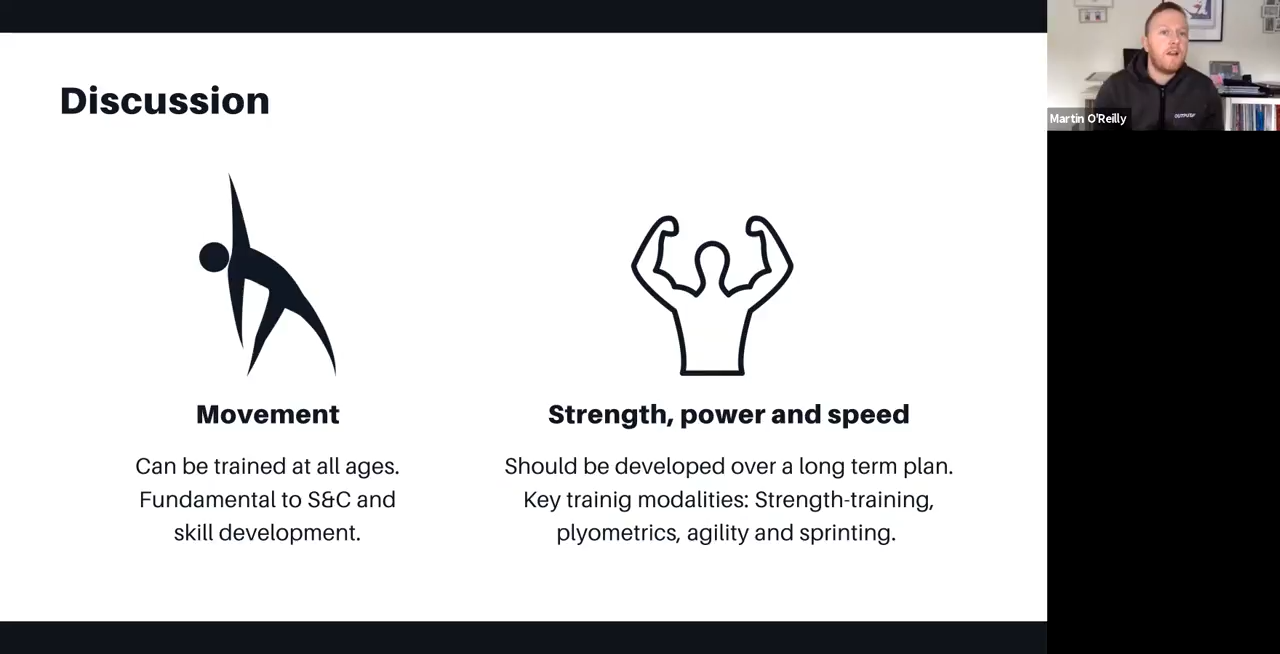 Discussion
Martin O'Reilly
OUTPUT
Movement
Strength, power and speed
Can be trained at all ages.
Fundamental to S&C and
skill development.
Should be developed over a long term plan.
Key trainig modalities: Strength-training,
plyometrics, agility and sprinting.